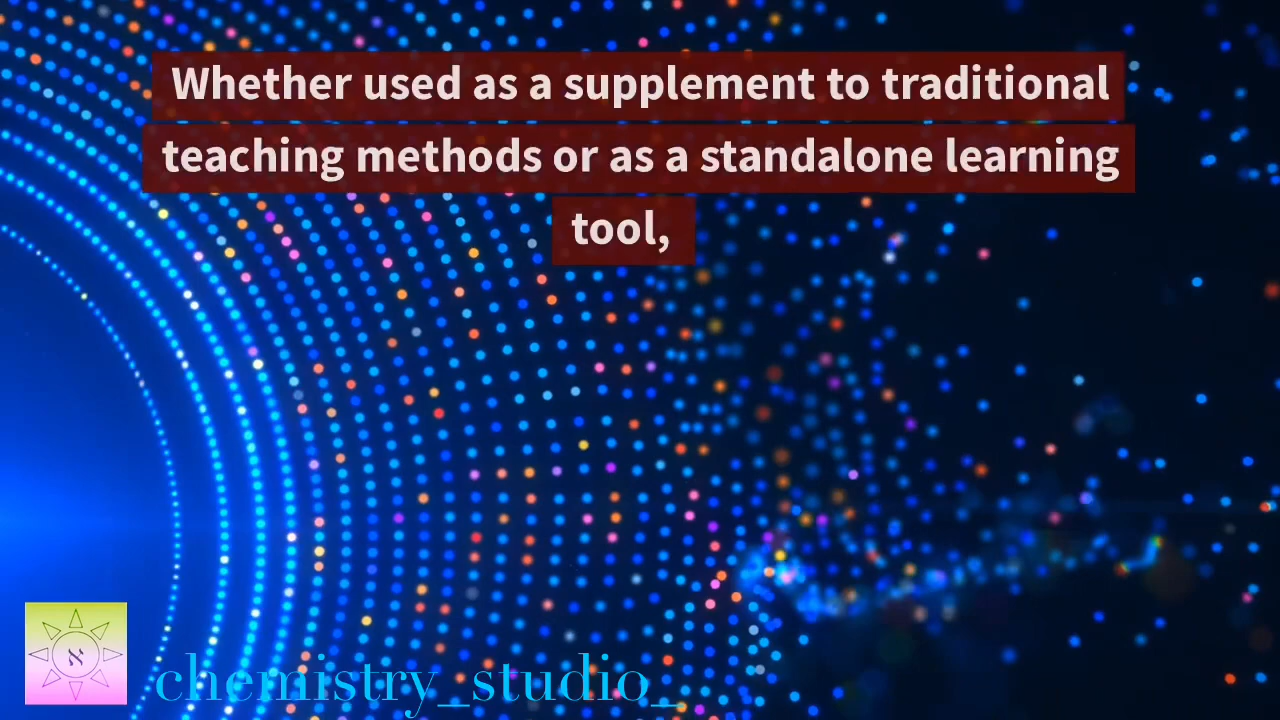 Whether used as a supplement to traditional
teaching methods or as a standalone learning
tool,
א
chemistry_studio_